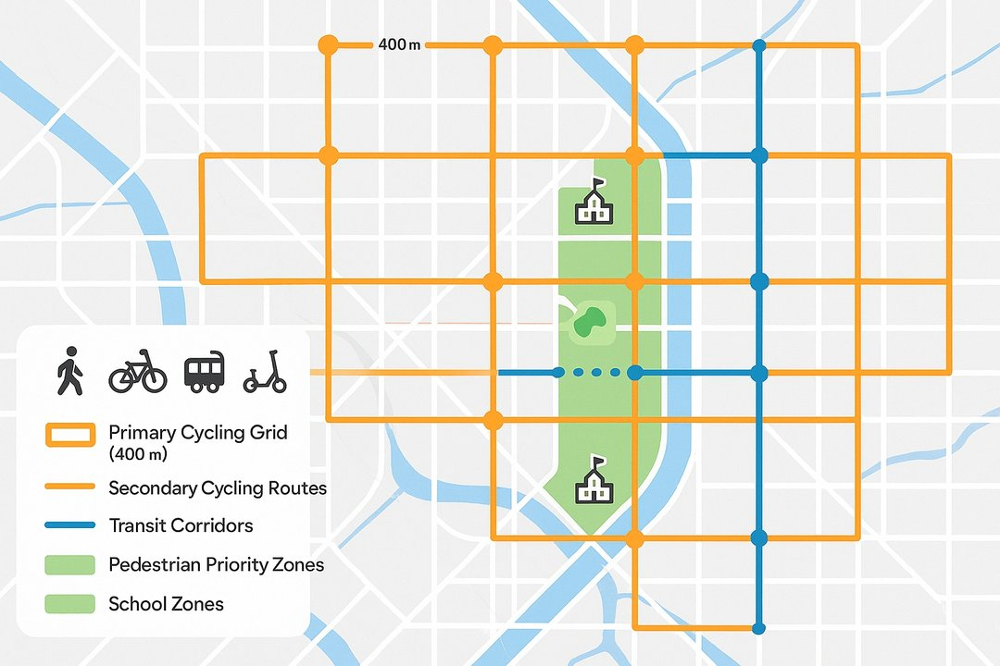 400 m
Primary Cycling Grid
(400 m)
Secondary Cycling Routes
Transit Corridors
Pedestrian Priority Zones
School Zones